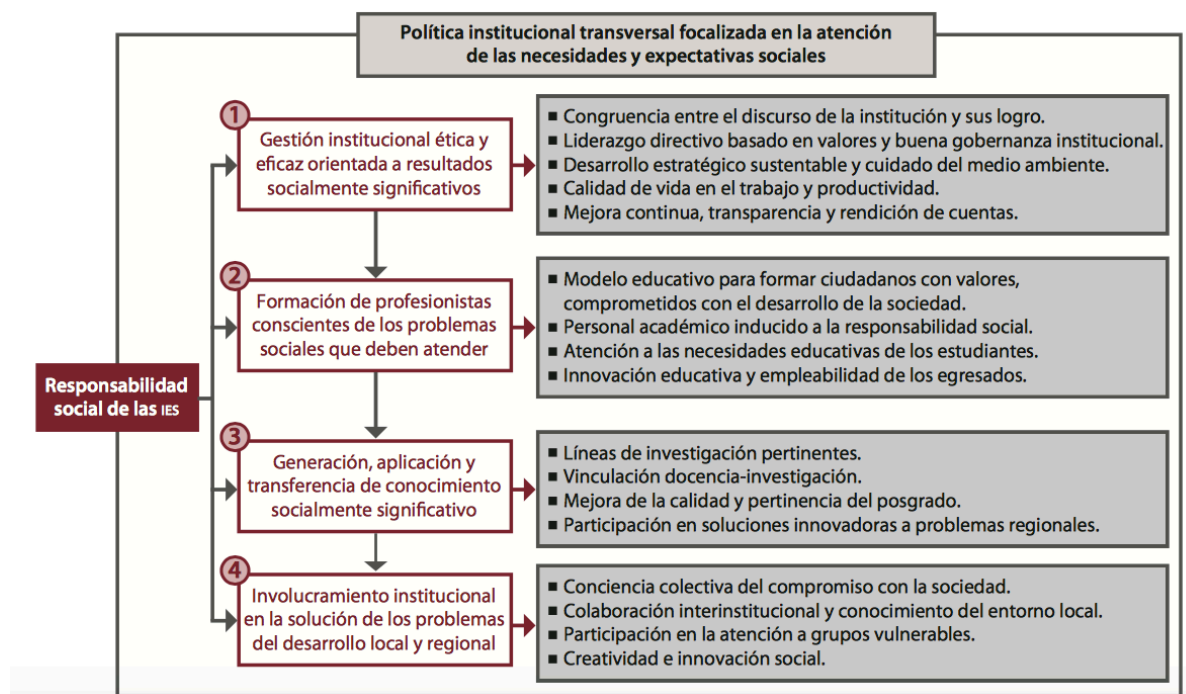 Política institucional transversal focalizada en la atención
de las necesidades y expectativas sociales
Responsabilidad
social de las IES
1
Gestión institucional ética y
eficaz orientada a resultados
socialmente significativos
▪ Congruencia entre el discurso de la institución y sus logro.
▪ Liderazgo directivo basado en valores y buena gobernanza institucional.
▪ Desarrollo estratégico sustentable y cuidado del medio ambiente.
▪ Calidad de vida en el trabajo y productividad.
▪ Mejora continua, transparencia y rendición de cuentas.
2
Formación de profesionistas
conscientes de los problemas
sociales que deben atender
▪ Modelo educativo para formar ciudadanos con valores,
comprometidos con el desarrollo de la sociedad.
▪ Personal académico inducido a la responsabilidad social.
▪ Atención a las necesidades educativas de los estudiantes.
▪ Innovación educativa y empleabilidad de los egresados.
3
Generación, aplicación y
transferencia de conocimiento
socialmente significativo
▪ Líneas de investigación pertinentes.
▪ Vinculación docencia-investigación.
▪ Mejora de la calidad y pertinencia del posgrado.
▪ Participación en soluciones innovadoras a problemas regionales.
4
Involucramiento institucional
en la solución de los problemas
del desarrollo local y regional
▪ Conciencia colectiva del compromiso con la sociedad.
▪ Colaboración interinstitucional y conocimiento del entorno local.
▪ Participación en la atención a grupos vulnerables.
▪ Creatividad e innovación social.